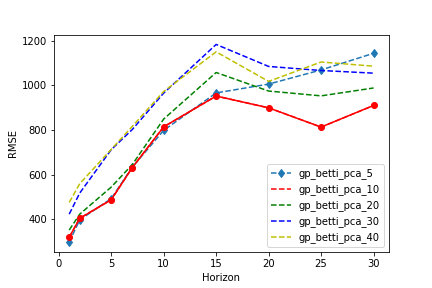 1200
1000
800
600
400
RMSE
gp_betti_pca_5
gp_betti_pca_10
gp_betti_pca_20
gp_betti_pca_30
gp_betti_pca_40
0 5 10 15 20 25 30
Horizon